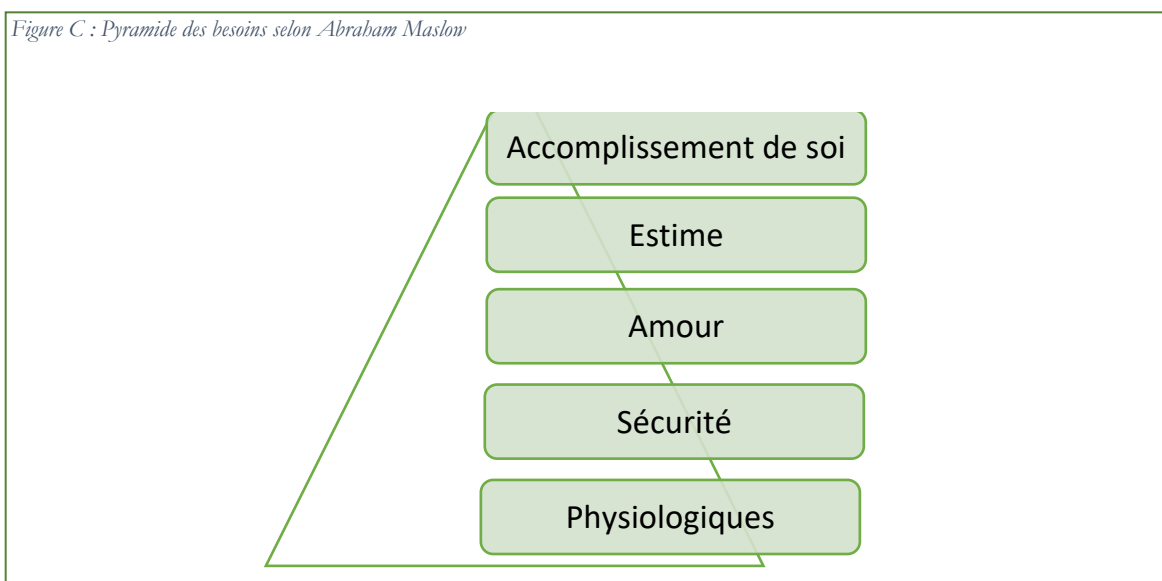 Figure C : Pyramide des besoins selon Abraham Maslow
Accomplissement de soi
Estime
Amour
Sécurité
Physiologiques